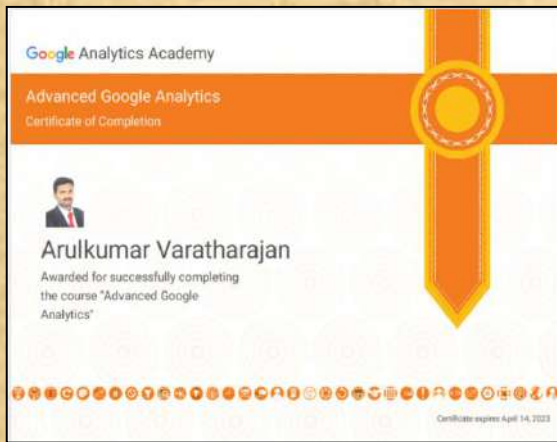 Google Analytics Academy
Advanced Google Analytics
Certificate of Completion
Arulkumar Varatharajan
Awarded for successfully completing
the course "Advanced Google
Analytics"
Certificate expires April 14, 2023